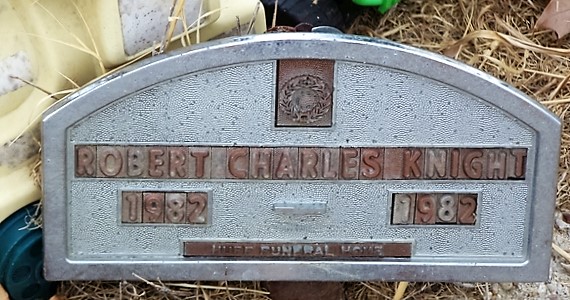 ROBERT CHARLES KNIGHT
1982 1982
FUNERAL HOME